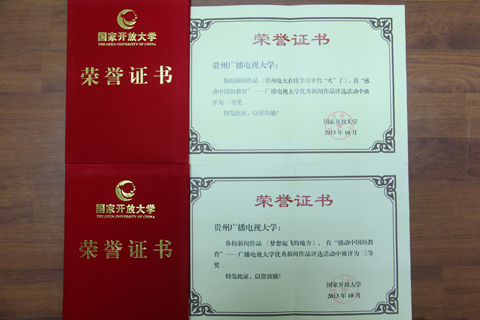 国家开放大学
THE OPEN UNIVERSITY OF CHINA
荣誉证书
荣誉证书
贵州广播电视大学：
你校新闻作品《贵州电大在线学习平台“火”了》，在“感
动中国的教育”——广播电视大学优秀新闻作品评选活动中被
评为一等奖
特发此证，以资鼓励！
国家开放大学
2013年10月
国家开放大学
THE OPEN UNIVERSITY OF CHINA
荣誉证书
荣誉证书
贵州广播电视大学：
你校新闻作品《梦想起飞的地方》，在“感动中国的教
育”——广播电视大学优秀新闻作品评选活动中被评为三等
奖。
特发此证，以资鼓励！
国家开放大学
2013年10月